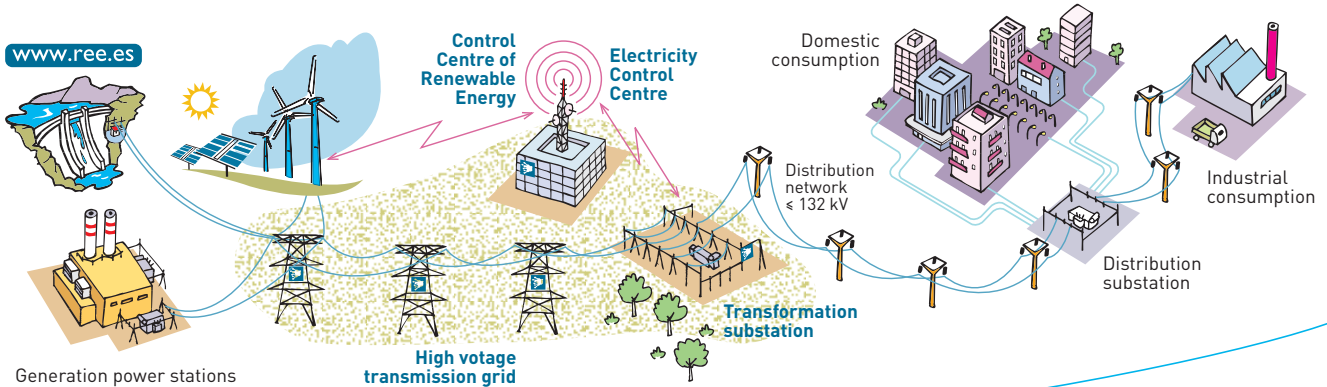 www.ree.es
Control
Centre of
Renewable
Energy
Electricity
Control
Centre
Domestic
consumption
Distribution
network
≤ 132 kV
Industrial
consumption
Distribution
substation
Transformation
substation
High votage
transmission grid
Generation power stations